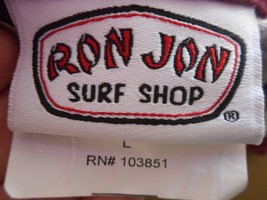 RON JON
SURF SHOP
®
L
RN# 103851